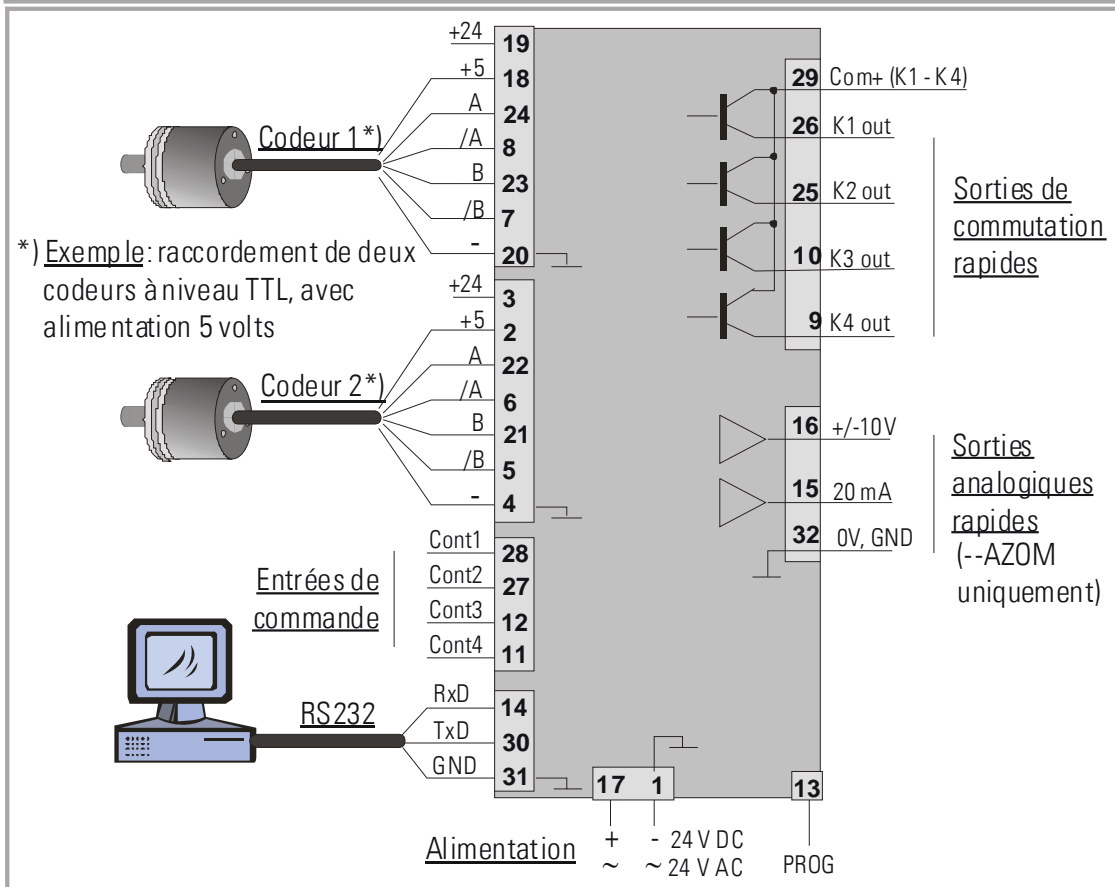 +24 19
+5 18
A 24
/A 8
B 23
/B 7
- 20
Codeur 1*)
*) Exemple: raccordement de deux
codeurs à niveau TTL, avec
alimentation 5 volts
+24 3
+5 2
A 22
/A 6
B 21
/B 5
- 4
Codeur 2*)
Cont1 28
Cont2 27
Cont3 12
Cont4 11
Entrées de
commande
RxD 14
TxD 30
GND 31
RS232
29 Com+ (K1 - K4)
26 K1 out
25 K2 out
10 K3 out
9 K4 out
Sorties de
commutation
rapides
16 +/-10V
15 20 mA
32 0V, GND
Sorties
analogiques
rapides
(--AZOM
uniquement)
17 1 13
Alimentation + - 24 V DC
~ ~ 24 V AC PROG